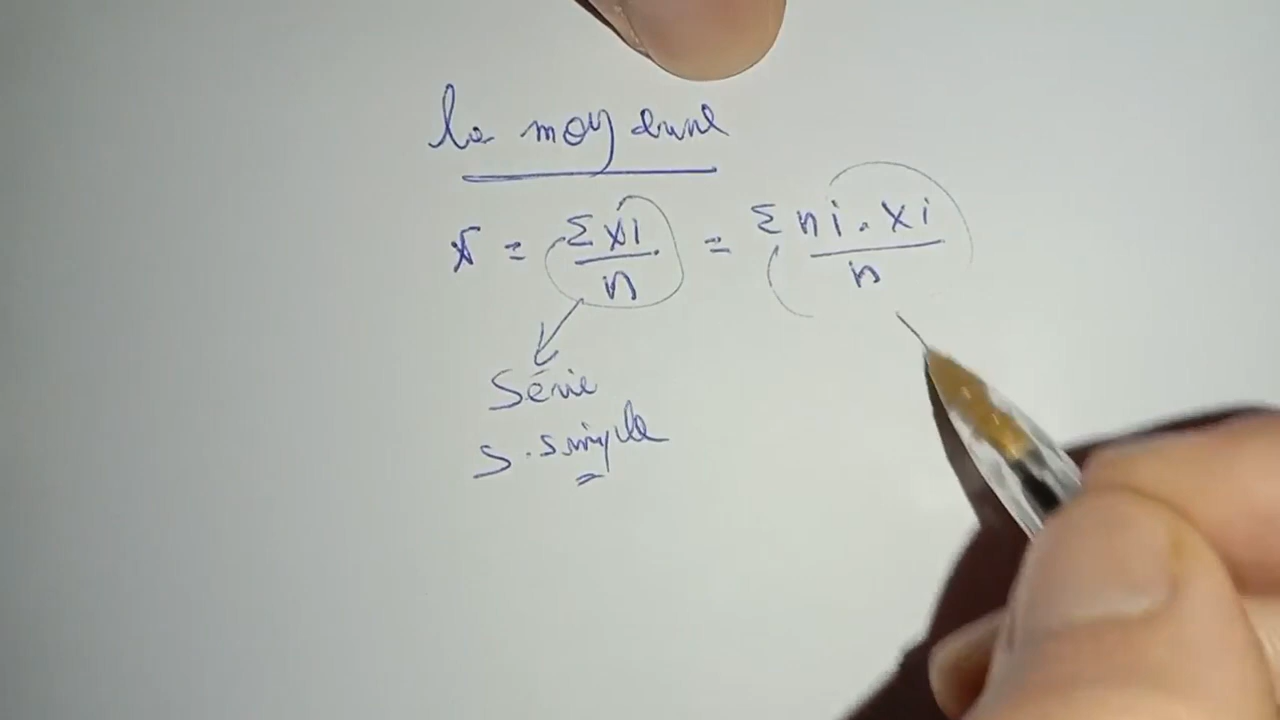 la moyenne
x̄ = Σxi/n = Σni.xi/n
Série
S.simple